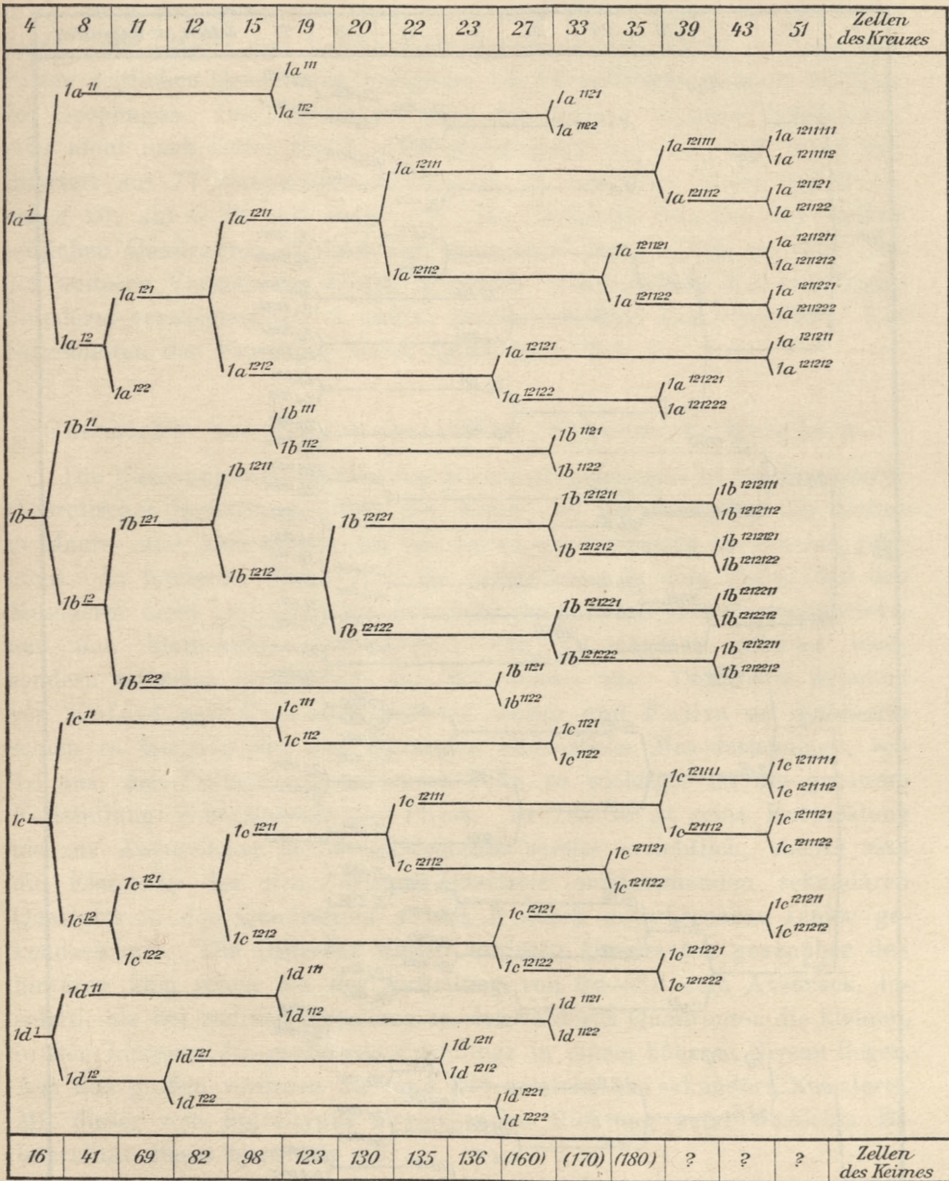 4 8 11 12 15 19 20 22 23 27 33 35 39 43 51 Zellen
des Kreuzes
1a¹¹¹
1a¹¹
1a¹¹²
1a¹¹²¹
1a¹¹²²
1a¹²¹¹¹¹¹
1a¹²¹¹¹¹
1a¹²¹¹¹¹²
1a¹²¹¹¹
1a¹²¹¹¹²¹
1a¹²¹¹¹²
1a¹²¹¹¹²²
1a¹
1a¹²¹¹
1a¹²¹¹²¹¹
1a¹²¹¹²¹
1a¹²¹¹²¹²
1a¹²¹¹²
1a¹²¹¹²²¹
1a¹²¹
1a¹²¹¹²²
1a¹²¹¹²²²
1a¹²
1a¹²¹²¹¹
1a¹²¹²¹
1a¹²¹²¹²
1a¹²¹²
1a¹²²
1a¹²¹²²
1a¹²¹²²¹
1a¹²¹²²²
1b¹¹¹
1b¹¹
1b¹¹²
1b¹¹²¹
1b¹¹²²
1b¹²¹¹
1b¹²¹²¹¹¹
1b¹²¹²¹¹
1b¹²¹²¹¹²
1b¹
1b¹²¹
1b¹²¹²¹
1b¹²¹²¹²¹
1b¹²¹²¹²
1b¹²¹²¹²²
1b¹²¹²
1b¹²
1b¹²¹²²¹
1b¹²¹²²¹¹
1b¹²¹²²¹²
1b¹²¹²²
1b¹²¹²²¹¹
1b¹²¹²²²
1b¹²¹²²¹²
1b¹²²
1b¹¹²¹
1b¹¹²²
1c¹¹¹
1c¹¹
1c¹¹²
1c¹¹²¹
1c¹¹²²
1c¹²¹¹¹¹¹
1c¹²¹¹¹¹
1c¹²¹¹¹¹²
1c¹²¹¹¹
1c¹
1c¹²¹¹
1c¹²¹¹¹²¹
1c¹²¹¹¹²
1c¹²¹¹¹²²
1c¹²¹¹²
1c¹²¹¹²¹
1c¹²¹¹²²
1c¹²¹
1c¹²¹²¹¹
1c¹²
1c¹²¹²¹
1c¹²¹²¹²
1c¹²¹²
1c¹²²
1c¹²¹²²
1c¹²¹²²¹
1c¹²¹²²²
1d¹¹¹
1d¹¹
1d¹¹²
1d¹¹²¹
1d¹¹²²
1d¹
1d¹²¹
1d¹²¹¹
1d¹²¹²
1d¹²
1d¹²²
1d¹²²¹
1d¹²²²
16 41 69 82 98 123 130 135 136 (160) (170) (180) ? ? ? Zellen
des Keimes